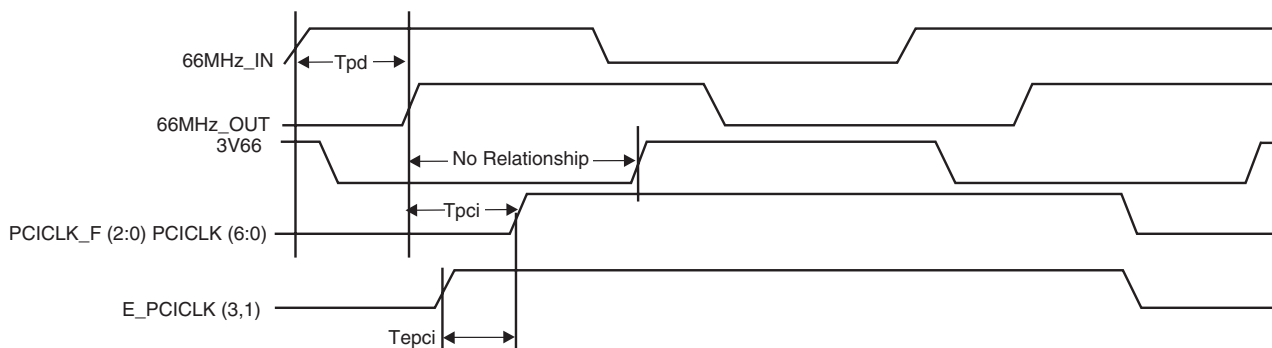 66MHz_IN
Tpd
66MHz_OUT
3V66
No Relationship
Tpci
PCICLK_F (2:0) PCICLK (6:0)
E_PCICLK (3,1)
Tepci